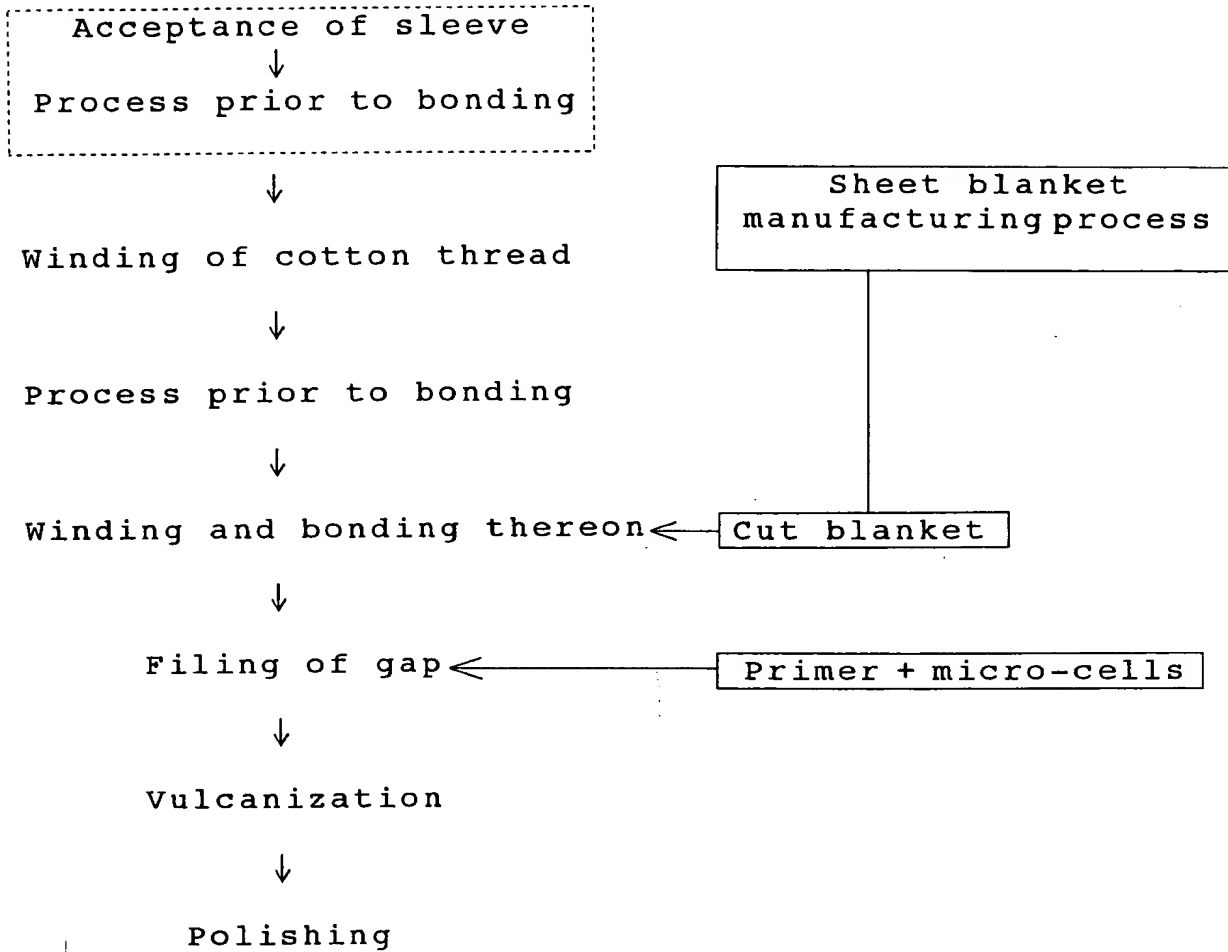 Acceptance of sleeve
↓
Process prior to bonding
↓
Winding of cotton thread
↓
Process prior to bonding
↓
Winding and bonding thereon
↓
Filing of gap
↓
Vulcanization
↓
Polishing
Sheet blanket
manufacturing process
Cut blanket
Primer + micro-cells